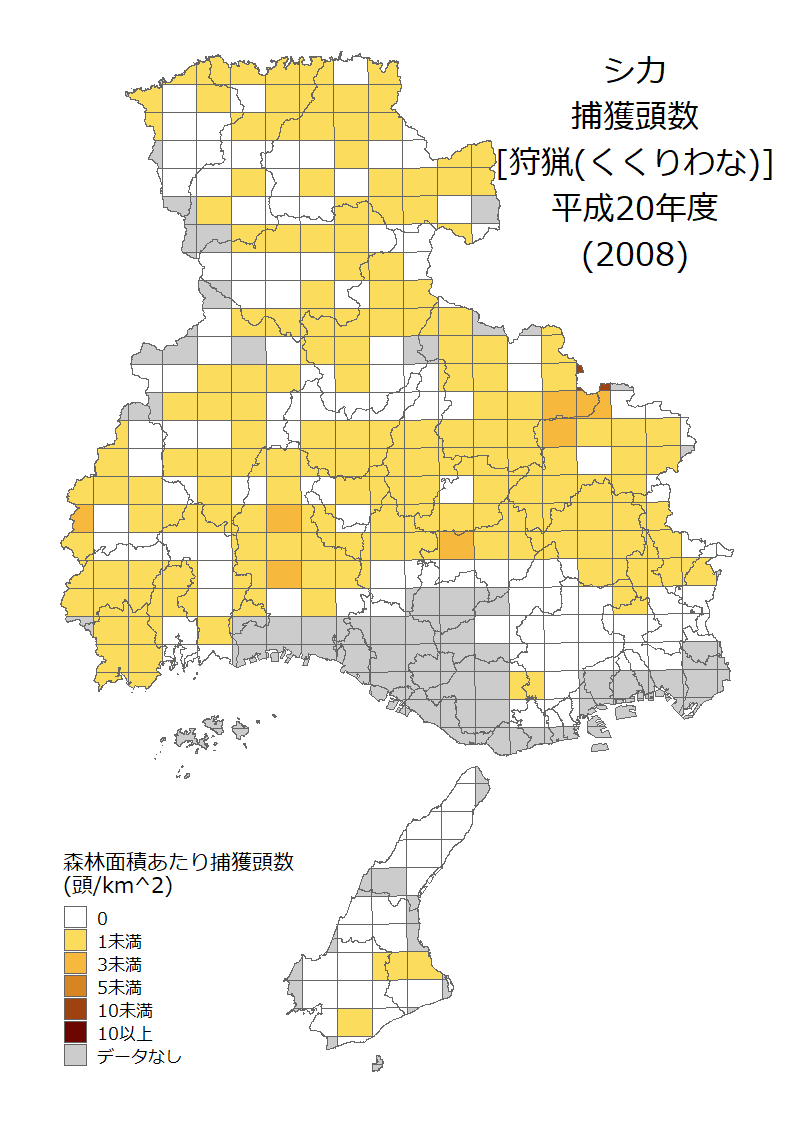 シカ
捕獲頭数
[狩猟(くくりわな)]
平成20年度
(2008)
森林面積あたり捕獲頭数
(頭/km^2)
0
1未満
3未満
5未満
10未満
10以上
データなし